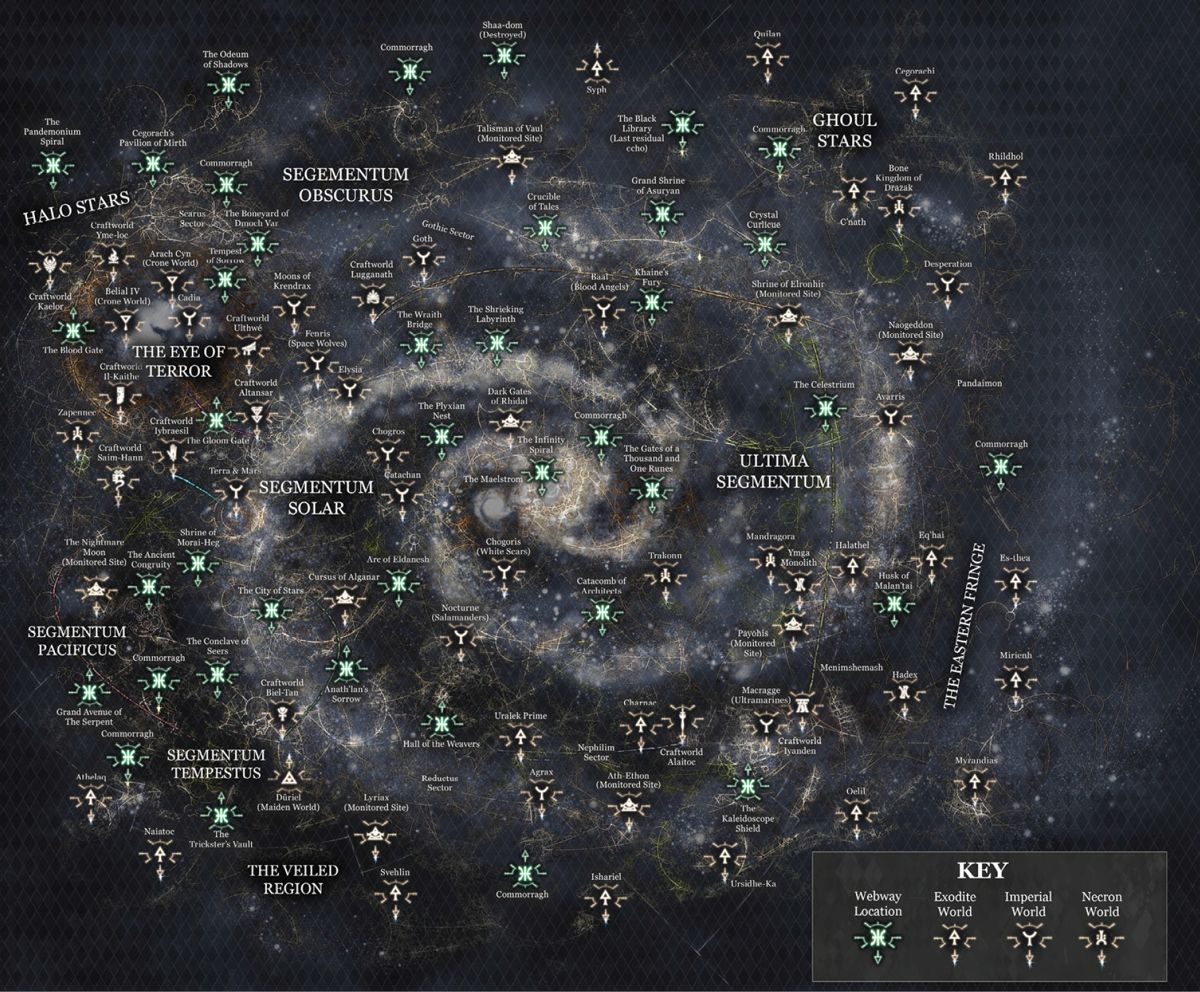 Shaa-dom
(Destroyed)
Quilan
Commorragh
The Odeum
of Shadows
Syph
Cegorachi
The
Pandemonium
Spiral
Cegorach's
Pavilion of Mirth
Talisman of Vaul
(Monitored Site)
The Black
Library
(Last residual
echo)
Commorragh
GHOUL
STARS
Commorragh
SEGEMENTUM
OBSCURUS
Rhildhol
Bone
Kingdom of
Drazak
Grand Shrine
of Asuryan
Crucible
of Tales
C'nath
HALO STARS
Scarus
Sector
The Boneyard of
Dmoch Var
Gothic Sector
Goth
Crystal
Curlicue
Craftworld
Yme-loc
Arach Cyn
(Crone World)
Tempest
of Sorrow
Craftworld
Kaelor
Belial IV
(Crone World)
Cadia
Moons of
Krendrax
Craftworld
Lugganath
Baal
(Blood Angels)
Khaine's
Fury
Shrine of Elronhir
(Monitored Site)
Desperation
The Blood Gate
THE EYE OF
TERROR
Craftworld
Ulthwé
Fenris
(Space Wolves)
The Wraith
Bridge
The Shrieking
Labyrinth
Naogeddon
(Monitored Site)
Craftworld
Il-Kaithe
Craftworld
Altansar
Elysia
Pandaimon
The Celestrium
Avarris
Zapennec
Craftworld
Iybraesil
The Gloom Gate
The Plyxian
Nest
Dark Gates
of Rhidal
Commorragh
Craftworld
Saim-Hann
Chogros
The Infinity
Spiral
The Gates of a
Thousand and
One Runes
Commorragh
Terra & Mars
SEGMENTUM
SOLAR
Catachan
The Maelstrom
ULTIMA
SEGMENTUM
The Nightmare
Moon
(Monitored Site)
The Ancient
Congruity
Shrine of
Morai-Heg
Arc of Eldanesh
Chogoris
(White Scars)
Trakonn
Mandragora
Ymga
Monolith
Halathel
Eq'hai
Es-thea
The City of Stars
Cursus of Alganar
Catacomb of
Architects
Husk of
Malan'tai
SEGMENTUM
PACIFICUS
Nocturne
(Salamanders)
Payohis
(Monitored
Site)
THE EASTERN FRINGE
Commorragh
The Conclave of
Seers
Menimshemash
Mirienh
Grand Avenue of
The Serpent
Craftworld
Biel-Tan
Anath'lan's
Sorrow
Macragge
(Ultramarines)
Hadex
Commorragh
SEGMENTUM
TEMPESTUS
Hall of the Weavers
Uralek Prime
Charnac
Nephilim
Sector
Craftworld
Alaitoc
Craftworld
Iyanden
Athelaq
Dûriel
(Maiden World)
Reductus
Sector
Agrax
Ath-Ethon
(Monitored Site)
Myrandias
Naiatoc
The
Trickster's Vault
Lyriax
(Monitored Site)
The
Kaleidoscope
Shield
Oelil
THE VEILED
REGION
Svehlin
Commorragh
Ishariel
Ursidhe-Ka
KEY
Webway
Location
Exodite
World
Imperial
World
Necron
World